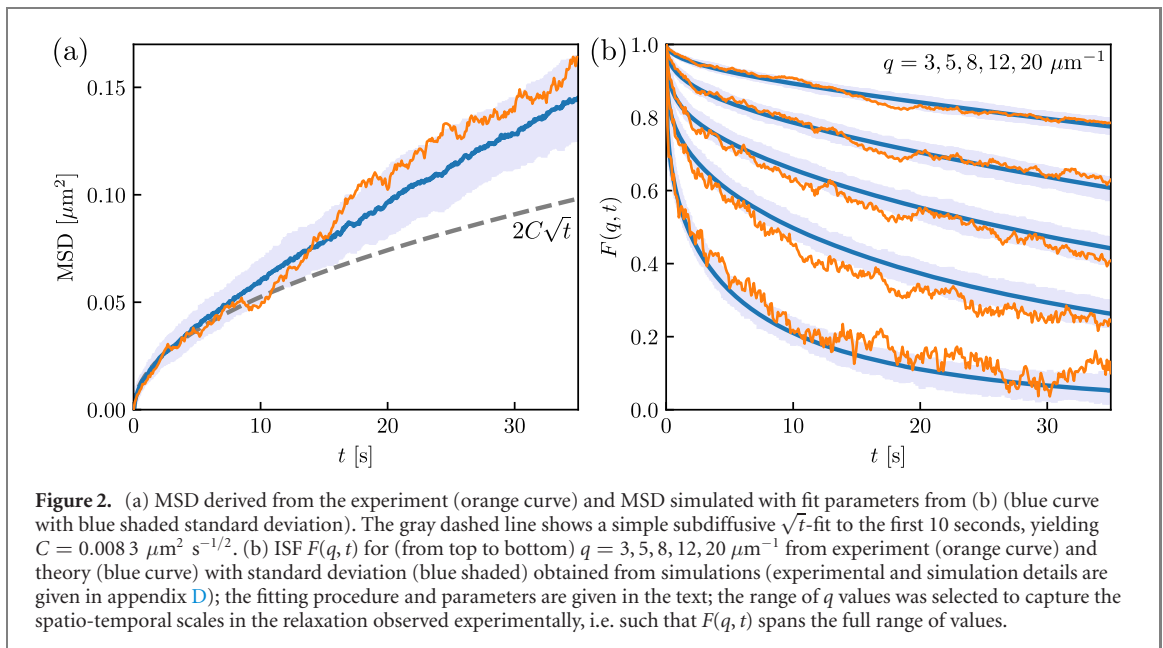 (a)
0.15
0.10
0.05
0.00
MSD [μm²]
2C√t
0 10 20 30
t [s]
(b)
1.0
0.8
0.6
0.4
0.2
0.0
F(q, t)
q = 3, 5, 8, 12, 20 μm⁻¹
0 10 20 30
t [s]
Figure 2. (a) MSD derived from the experiment (orange curve) and MSD simulated with fit parameters from (b) (blue curve
with blue shaded standard deviation). The gray dashed line shows a simple subdiffusive √t-fit to the first 10 seconds, yielding
C = 0.008 3 μm² s⁻¹/². (b) ISF F(q, t) for (from top to bottom) q = 3, 5, 8, 12, 20 μm⁻¹ from experiment (orange curve) and
theory (blue curve) with standard deviation (blue shaded) obtained from simulations (experimental and simulation details are
given in appendix D); the fitting procedure and parameters are given in the text; the range of q values was selected to capture the
spatio-temporal scales in the relaxation observed experimentally, i.e. such that F(q, t) spans the full range of values.